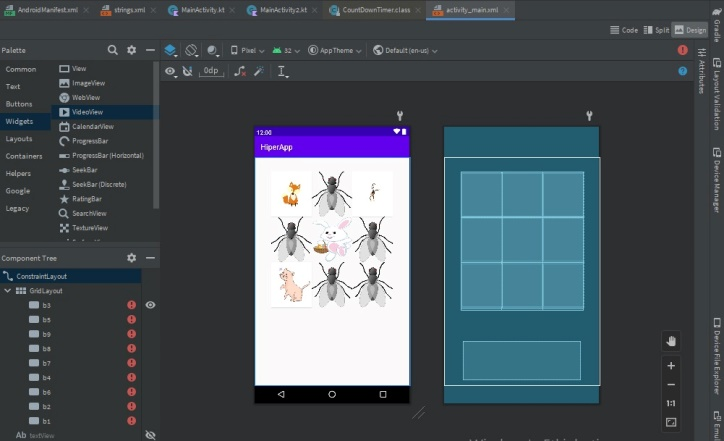 AndroidManifest.xml
strings.xml
MainActivity.kt
MainActivity2.kt
CountDownTimer.class
activity_main.xml
Code
Split
Design
Palette
Pixel
32
AppTheme
Default (en-us)
0dp
Common
Text
Buttons
Widgets
Layouts
Containers
Helpers
Google
Legacy
View
ImageView
WebView
VideoView
CalendarView
ProgressBar
ProgressBar (Horizontal)
SeekBar
SeekBar (Discrete)
RatingBar
SearchView
TextureView
Component Tree
ConstraintLayout
GridLayout
b3
b5
b9
b8
b7
b4
b6
b2
b1
Ab textView
12:00
HiperApp
1:1
Gradle
Attributes
Layout Validation
Device Manager
Device File Explorer